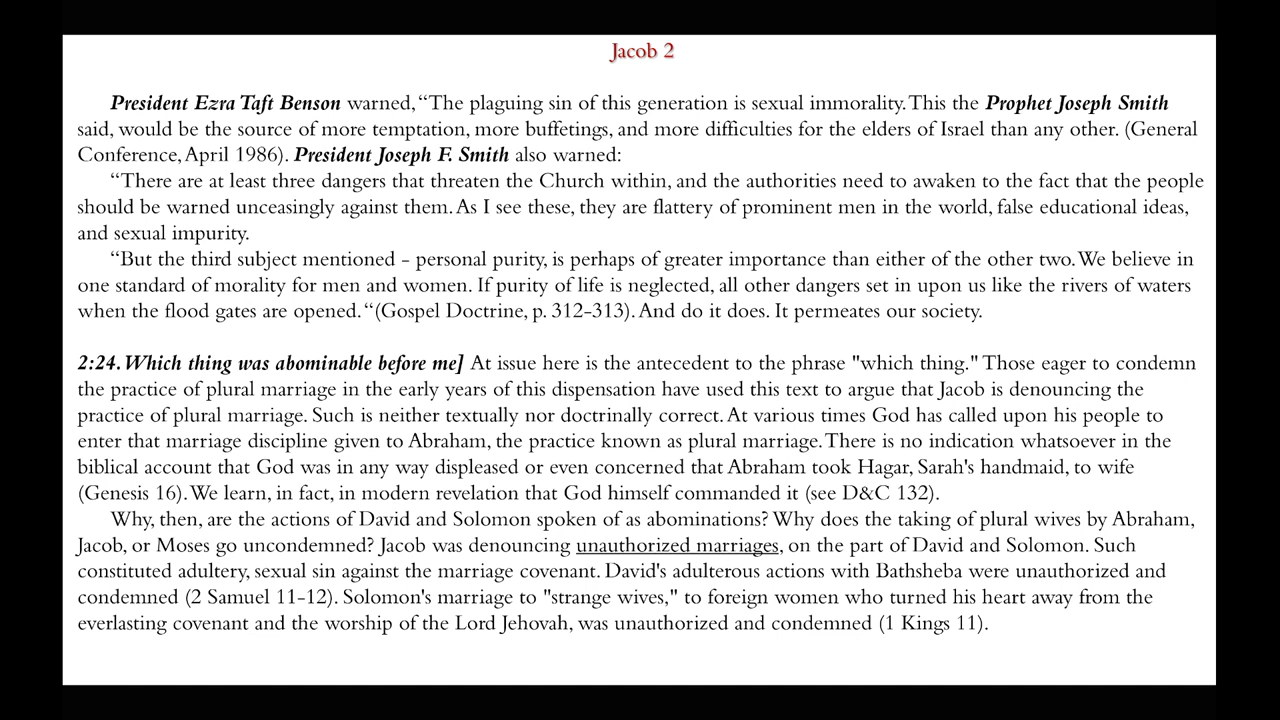 Jacob 2
President Ezra Taft Benson warned, “The plaguing sin of this generation is sexual immorality. This the Prophet Joseph Smith
said, would be the source of more temptation, more buffetings, and more difficulties for the elders of Israel than any other. (General
Conference, April 1986). President Joseph F. Smith also warned:
“There are at least three dangers that threaten the Church within, and the authorities need to awaken to the fact that the people
should be warned unceasingly against them. As I see these, they are flattery of prominent men in the world, false educational ideas,
and sexual impurity.
“But the third subject mentioned – personal purity, is perhaps of greater importance than either of the other two. We believe in
one standard of morality for men and women. If purity of life is neglected, all other dangers set in upon us like the rivers of waters
when the flood gates are opened. “(Gospel Doctrine, p. 312-313). And do it does. It permeates our society.
2:24. Which thing was abominable before me] At issue here is the antecedent to the phrase "which thing." Those eager to condemn
the practice of plural marriage in the early years of this dispensation have used this text to argue that Jacob is denouncing the
practice of plural marriage. Such is neither textually nor doctrinally correct. At various times God has called upon his people to
enter that marriage discipline given to Abraham, the practice known as plural marriage. There is no indication whatsoever in the
biblical account that God was in any way displeased or even concerned that Abraham took Hagar, Sarah's handmaid, to wife
(Genesis 16). We learn, in fact, in modern revelation that God himself commanded it (see D&C 132).
Why, then, are the actions of David and Solomon spoken of as abominations? Why does the taking of plural wives by Abraham,
Jacob, or Moses go uncondemned? Jacob was denouncing unauthorized marriages, on the part of David and Solomon. Such
constituted adultery, sexual sin against the marriage covenant. David's adulterous actions with Bathsheba were unauthorized and
condemned (2 Samuel 11-12). Solomon's marriage to "strange wives," to foreign women who turned his heart away from the
everlasting covenant and the worship of the Lord Jehovah, was unauthorized and condemned (1 Kings 11).